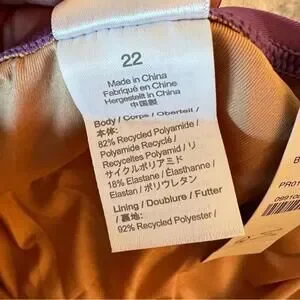 22
Made in China
Fabriqué en Chine
Hergestellt in China
中国製
Body / Corps / Oberteil /
本体:
82% Recycled Polyamide /
Polyamide Recyclé /
Recyceltes Polyamid / リ
サイクルポリアミド
18% Elastane / Élasthanne /
Elastan / ポリウレタン
Lining / Doublure / Futter
/ 裏地:
92% Recycled Polyester /
B
PR01